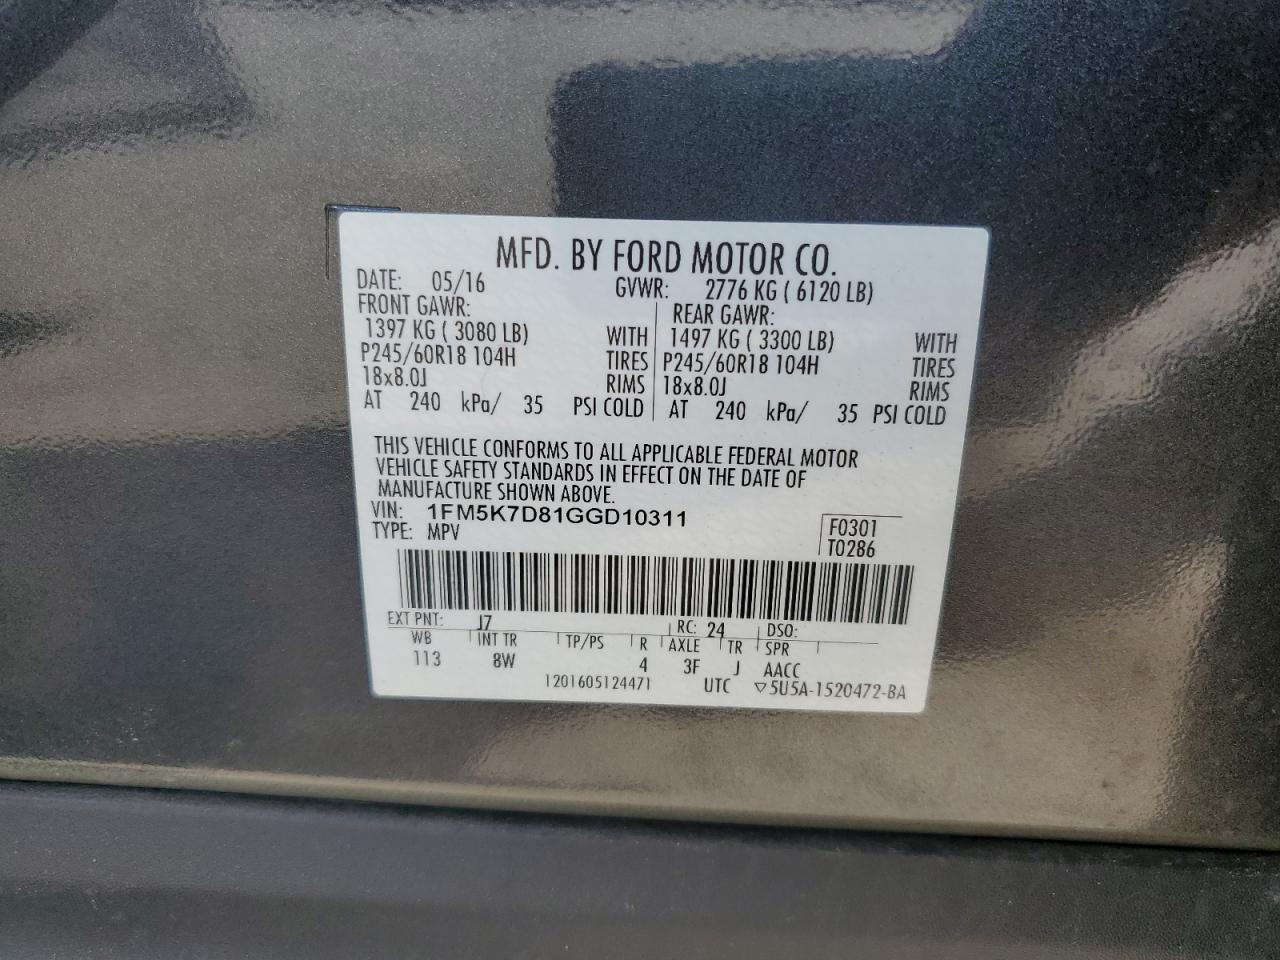 MFD. BY FORD MOTOR CO.
DATE: 05/16 GVWR: 2776 KG ( 6120 LB)
FRONT GAWR: REAR GAWR:
1397 KG ( 3080 LB) WITH 1497 KG ( 3300 LB) WITH
P245/60R18 104H TIRES P245/60R18 104H TIRES
18x8.0J RIMS 18x8.0J RIMS
AT 240 kPa/ 35 PSI COLD AT 240 kPa/ 35 PSI COLD
THIS VEHICLE CONFORMS TO ALL APPLICABLE FEDERAL MOTOR
VEHICLE SAFETY STANDARDS IN EFFECT ON THE DATE OF
MANUFACTURE SHOWN ABOVE.
VIN: 1FM5K7D81GGD10311 F0301
TYPE: MPV T0286
EXT PNT: J7 RC: 24 DSO:
WB INT TR TP/PS R AXLE TR SPR
113 8W 4 3F J AACC
1201605124471 UTC ▽5U5A-1520472-BA